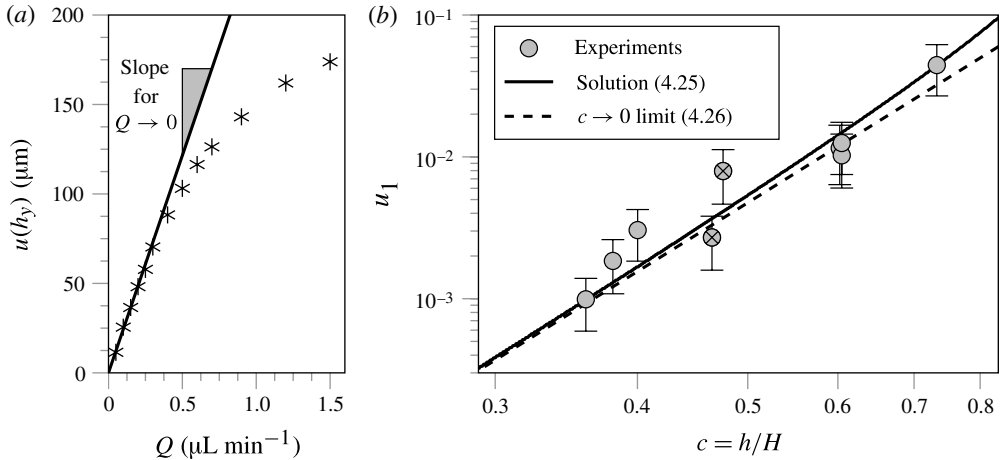 (a)
200
150
100
50
0
u(h_y) (μm)
Slope
for
Q → 0
0
0.5
1.0
1.5
Q (μL min⁻¹)
(b)
10⁻¹
10⁻²
10⁻³
u₁
Experiments
Solution (4.25)
c → 0 limit (4.26)
0.3
0.4
0.5
0.6
0.7
0.8
c = h/H